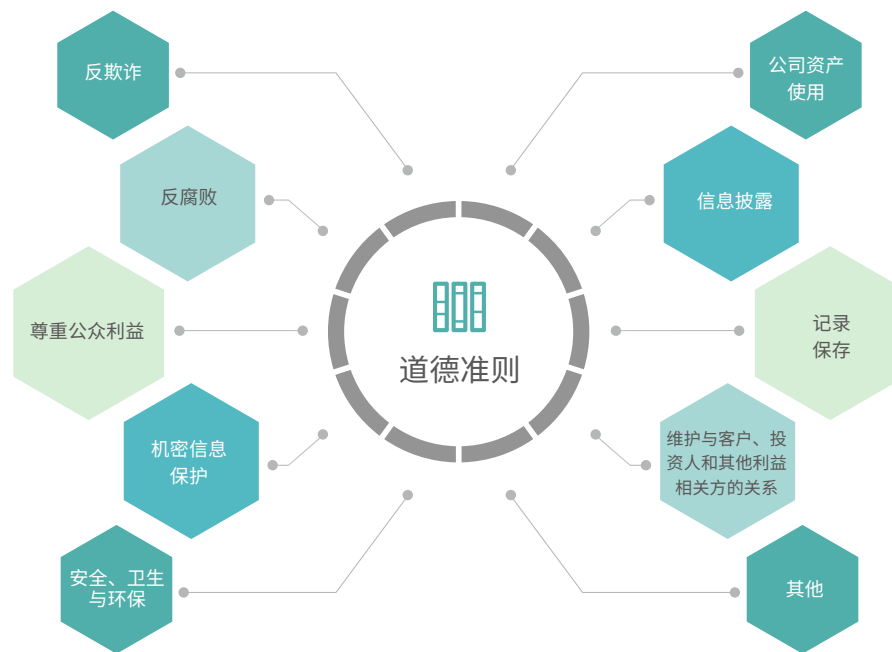 反欺诈
反腐败
尊重公众利益
机密信息
保护
安全、卫生
与环保
道德准则
公司资产
使用
信息披露
记录
保存
维护与客户、投
资人和其他利益
相关方的关系
其他